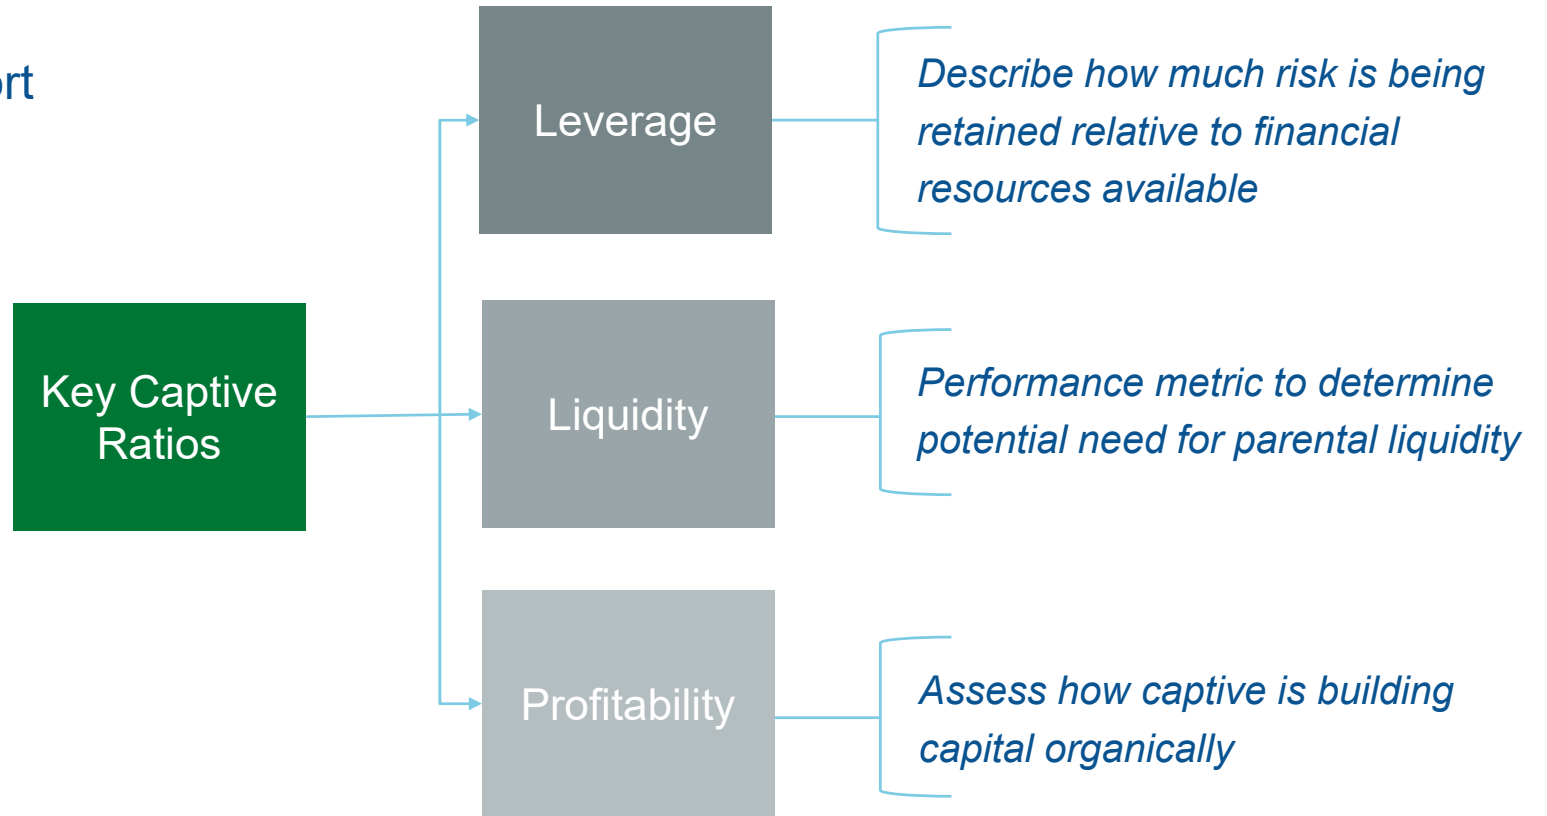 Leverage
Describe how much risk is being
retained relative to financial
resources available
Key Captive
Ratios
Liquidity
Performance metric to determine
potential need for parental liquidity
Profitability
Assess how captive is building
capital organically